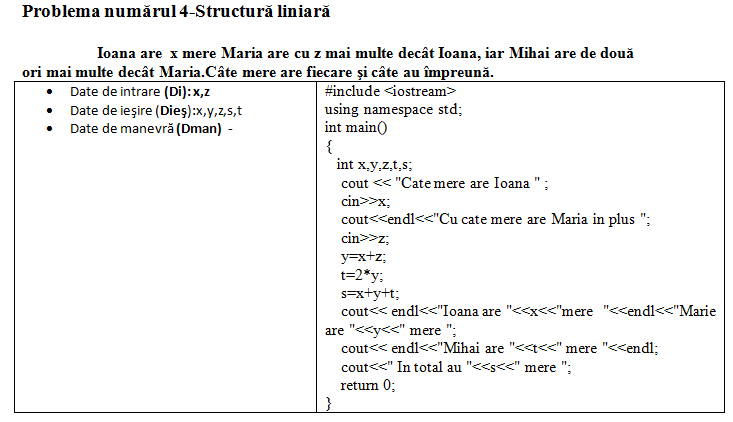 Problema numărul 4-Structură liniară
Ioana are  x mere Maria are cu z mai multe decât Ioana, iar Mihai are de două
ori mai multe decât Maria.Câte mere are fiecare şi câte au împreună.
• Date de intrare (Di): x,z
• Date de ieşire (Dieş):x,y,z,s,t
• Date de manevră (Dman)  -
#include <iostream>
using namespace std;
int main()
{
int x,y,z,t,s;
cout << "Cate mere are Ioana " ;
cin>>x;
cout<<endl<<"Cu cate mere are Maria in plus ";
cin>>z;
y=x+z;
t=2*y;
s=x+y+t;
cout<< endl<<"Ioana are "<<x<<"mere   "<<endl<<"Marie
are "<<y<<" mere ";
cout<< endl<<"Mihai are "<<t<<" mere "<<endl;
cout<<" In total au "<<s<<" mere ";
return 0;
}